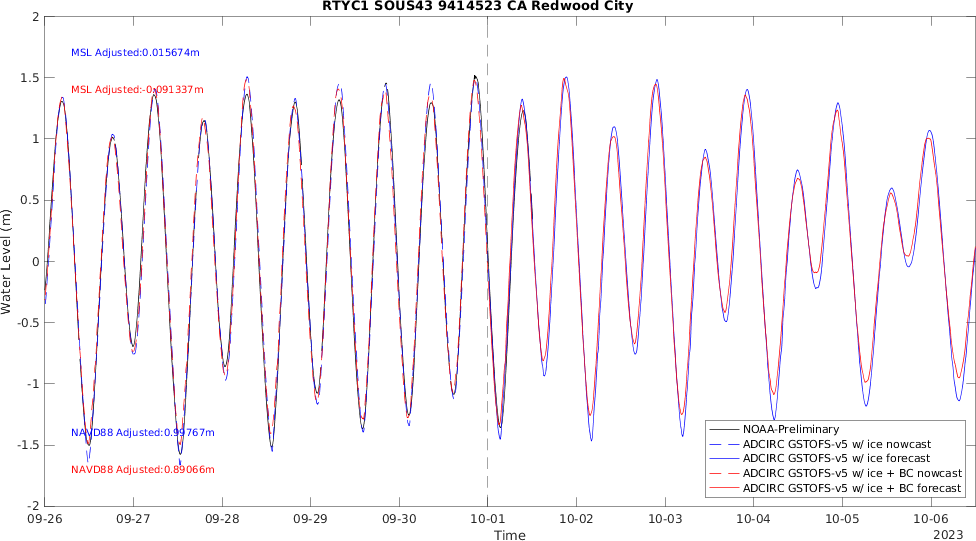 RTYC1 SOUS43 9414523 CA Redwood City
2
1.5
1
0.5
0
-0.5
-1
-1.5
-2
Water Level (m)
MSL Adjusted:0.015674m
MSL Adjusted:-0.091337m
NAVD88 Adjusted:0.99767m
NAVD88 Adjusted:0.89066m
NOAA-Preliminary
ADCIRC GSTOFS-v5 w/ ice nowcast
ADCIRC GSTOFS-v5 w/ ice forecast
ADCIRC GSTOFS-v5 w/ ice + BC nowcast
ADCIRC GSTOFS-v5 w/ ice + BC forecast
09-26 09-27 09-28 09-29 09-30 10-01 10-02 10-03 10-04 10-05 10-06
Time
2023